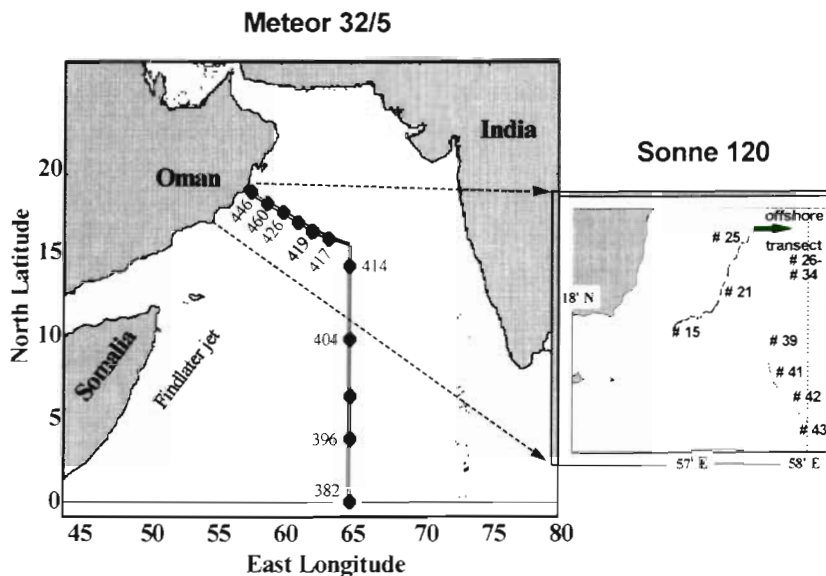 Meteor 32/5
Sonne 120
India
Oman
Somalia
Findlater jet
446
460
426
419
417
414
404
396
382
North Latitude
20
15
10
5
0
45 50 55 60 65 70 75 80
East Longitude
offshore
transect
# 25
# 26-
# 34
18' N
# 21
# 15
# 39
# 41
# 42
# 43
57' E 58' E